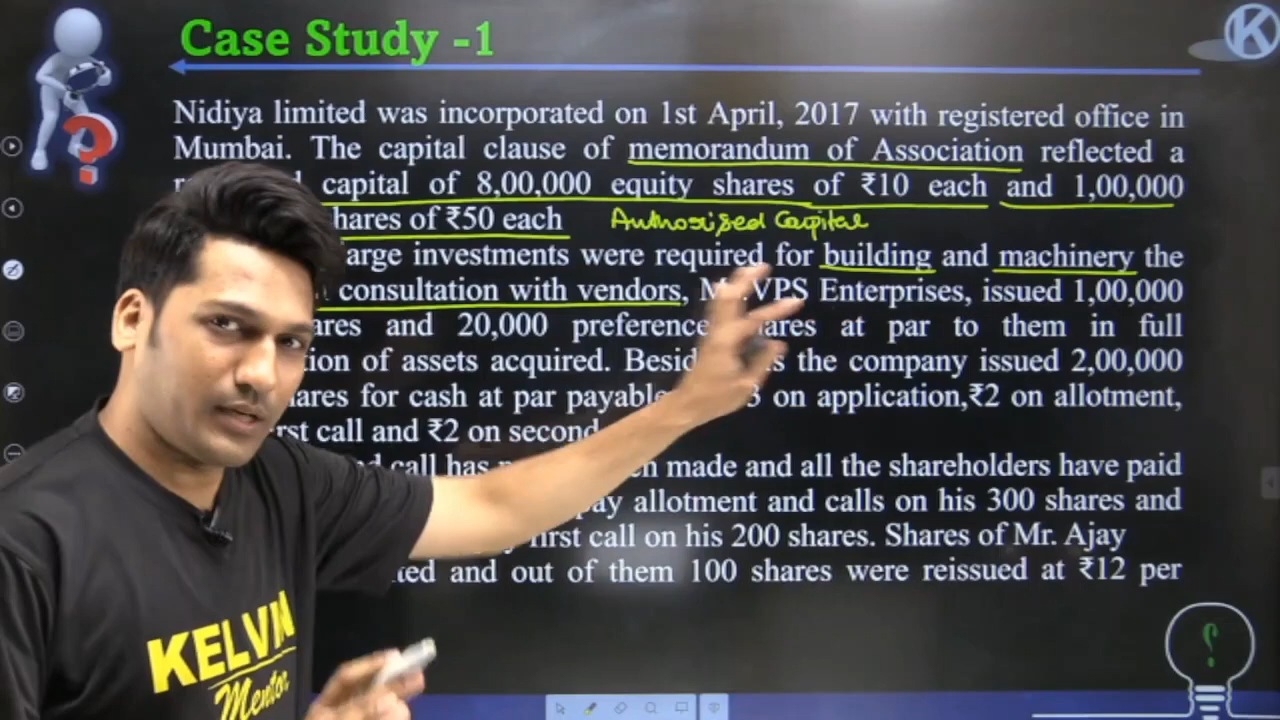 Case Study -1
K
Nidiya limited was incorporated on 1st April, 2017 with registered office in
Mumbai. The capital clause of memorandum of Association reflected a
capital of 8,00,000 equity shares of ₹10 each and 1,00,000
hares of ₹50 each Authorised Capital
arge investments were required for building and machinery the
consultation with vendors, VPS Enterprises, issued 1,00,000
ares and 20,000 preference ares at par to them in full
ion of assets acquired. Besid s the company issued 2,00,000
ares for cash at par payable 3 on application,₹2 on allotment,
rst call and ₹2 on second
call has n made and all the shareholders have paid
pay allotment and calls on his 300 shares and
first call on his 200 shares. Shares of Mr. Ajay
ted and out of them 100 shares were reissued at ₹12 per
KELVIN
Mentor